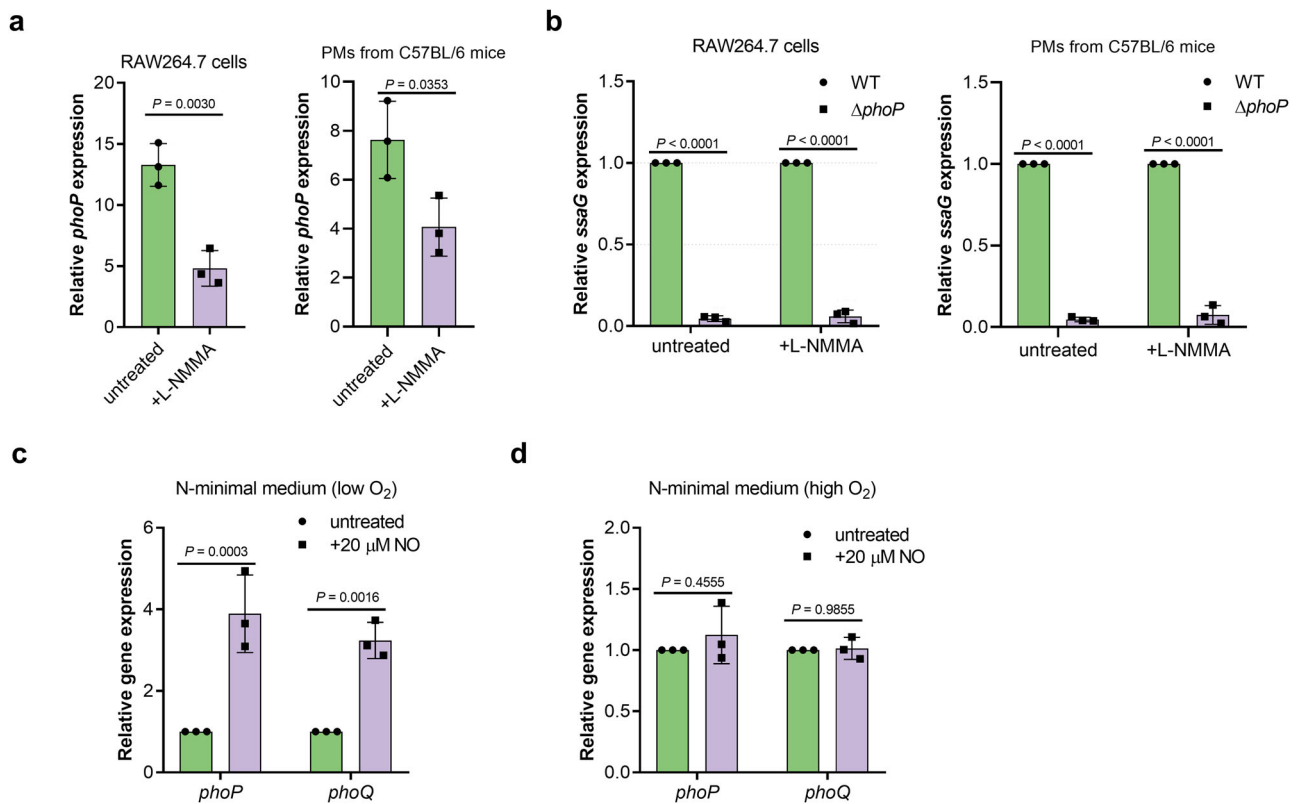 a
RAW264.7 cells
Relative phoP expression
20
15
10
5
0
P = 0.0030
untreated
+L-NMMA
PMs from C57BL/6 mice
Relative phoP expression
10
8
6
4
2
0
P = 0.0353
untreated
+L-NMMA
b
RAW264.7 cells
WT
ΔphoP
Relative ssaG expression
1.5
1.0
0.5
0.0
P < 0.0001
P < 0.0001
untreated
+L-NMMA
PMs from C57BL/6 mice
WT
ΔphoP
Relative ssaG expression
1.5
1.0
0.5
0.0
P < 0.0001
P < 0.0001
untreated
+L-NMMA
c
N-minimal medium (low O2)
untreated
+20 μM NO
Relative gene expression
6
4
2
0
P = 0.0003
P = 0.0016
phoP
phoQ
d
N-minimal medium (high O2)
untreated
+20 μM NO
Relative gene expression
2.0
1.5
1.0
0.5
0.0
P = 0.4555
P = 0.9855
phoP
phoQ